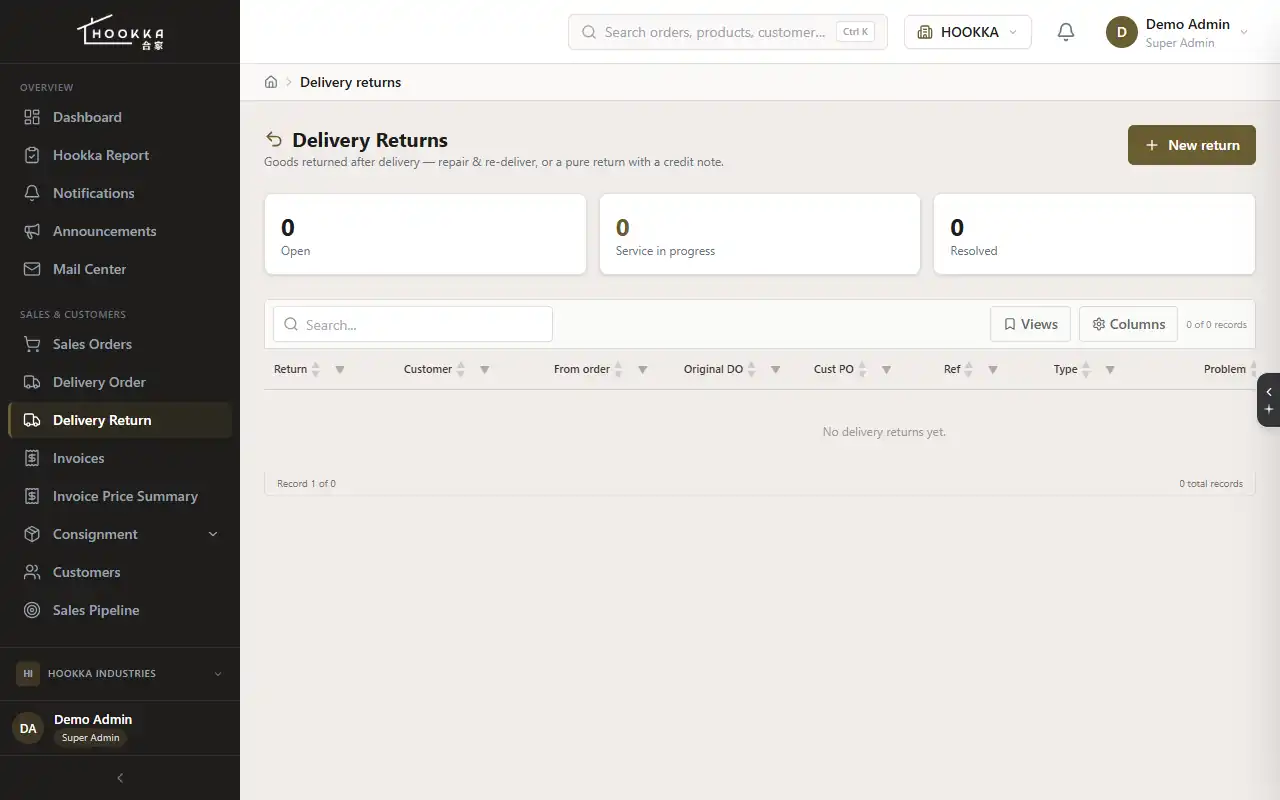 HOOKKA
合家
Search orders, products, customer...
Ctrl K
HOOKKA
D
Demo Admin
Super Admin
Delivery returns
OVERVIEW
Dashboard
Hookka Report
Notifications
Announcements
Mail Center
SALES & CUSTOMERS
Sales Orders
Delivery Order
Delivery Return
Invoices
Invoice Price Summary
Consignment
Customers
Sales Pipeline
HI
HOOKKA INDUSTRIES
DA
Demo Admin
Super Admin
Delivery Returns
Goods returned after delivery — repair & re-deliver, or a pure return with a credit note.
New return
0
Open
0
Service in progress
0
Resolved
Search...
Views
Columns
0 of 0 records
Return Customer From order Original DO Cust PO Ref Type Problem
No delivery returns yet.
Record 1 of 0
0 total records